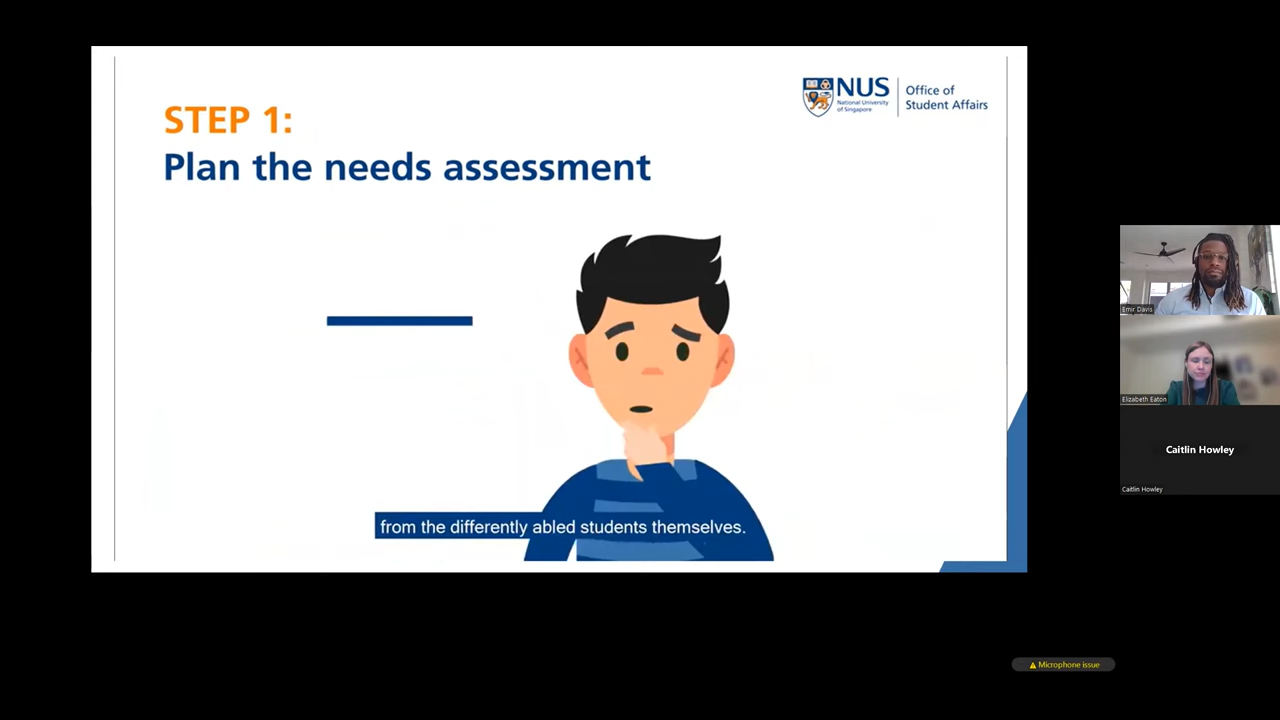 STEP 1:
Plan the needs assessment
NUS
National University
of Singapore
Office of
Student Affairs
from the differently abled students themselves.
Emir Davis
Elizabeth Eaton
Caitlin Howley
Caitlin Howley
Microphone issue